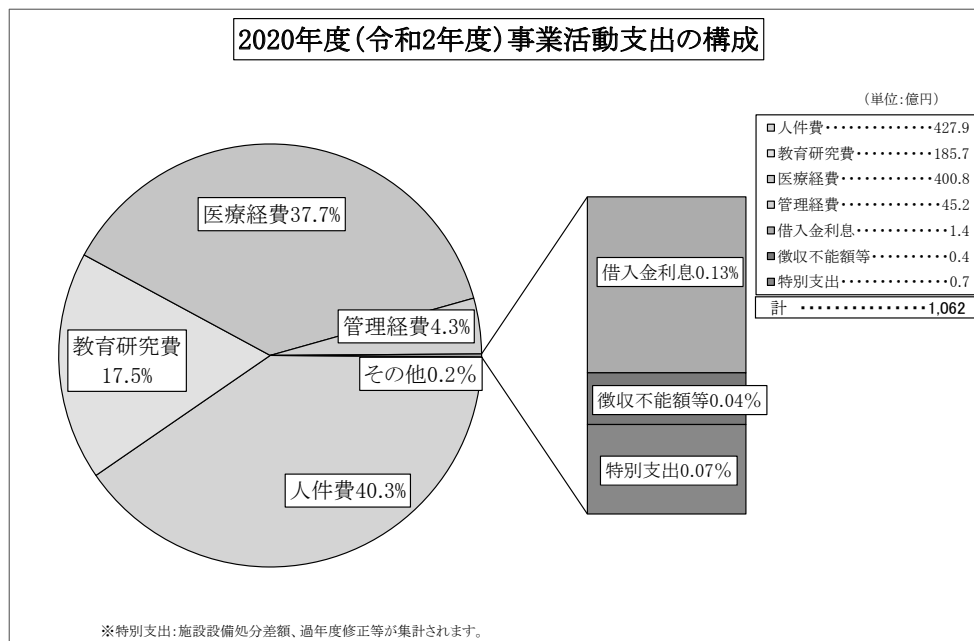 2020年度(令和2年度)事業活動支出の構成
(単位:億円)
人件費・・・・・・・・・・・・・・427.9
教育研究費・・・・・・・・・・185.7
医療経費・・・・・・・・・・・・400.8
管理経費・・・・・・・・・・・・45.2
借入金利息・・・・・・・・・・・1.4
徴収不能額等・・・・・・・・・0.4
特別支出・・・・・・・・・・・・・0.7
計 ・・・・・・・・・・・・・・・1,062
医療経費37.7%
管理経費4.3%
教育研究費
17.5%
その他0.2%
人件費40.3%
借入金利息0.13%
徴収不能額等0.04%
特別支出0.07%
※特別支出:施設設備処分差額、過年度修正等が集計されます。